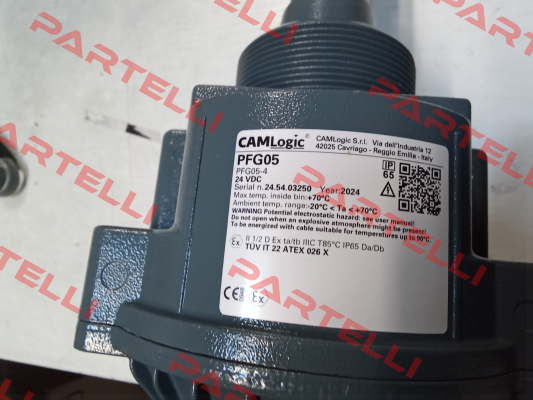 PARTELLI
PARTELLI
PARTELLI
PARTELLI
PARTELLI
CAMLogic®
CAMLogic S.r.l. Via dell'Industria 12
42025 Cavriago - Reggio Emilie - Italy
PFG05
PFG05-4
24 VDC
IP
65
Serial n. 24.54.03250 Year: 2024
Max temp. inside bin: +70°C
Ambient temp. range: -20°C < Ta < +70°C
WARNING Potential electrostatic hazard: see user manual!
Do not open when an explosive atmosphere might be present!
To be energized with cable suitable for temperatures up to 90°C.
Ex II 1/2 D Ex ta/tb IIIC T85°C IP65 Da/Db
TÜV IT 22 ATEX 026 X
CE Ex